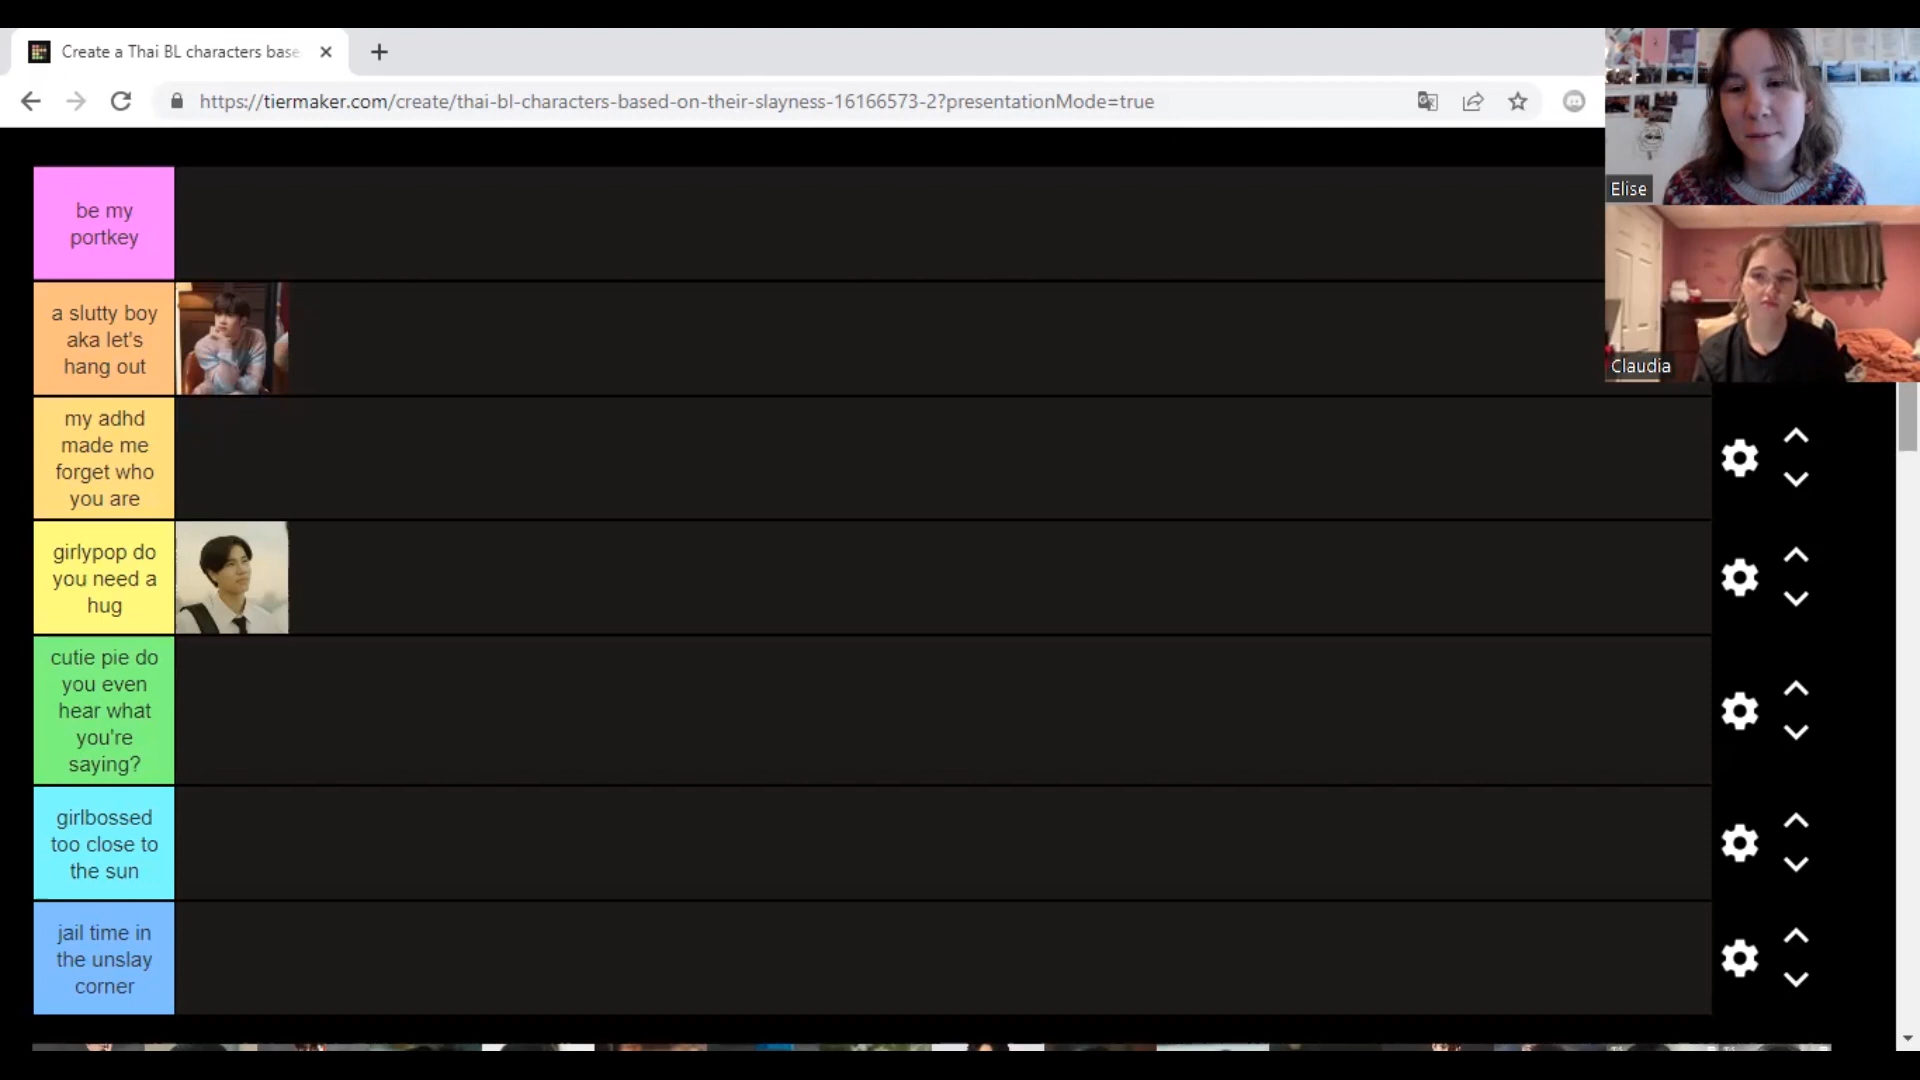 Create a Thai BL characters base
https://tiermaker.com/create/thai-bl-characters-based-on-their-slayness-16166573-2?presentationMode=true
Elise
Claudia
be my
portkey
a slutty boy
aka let's
hang out
my adhd
made me
forget who
you are
girlypop do
you need a
hug
cutie pie do
you even
hear what
you're
saying?
girlbossed
too close to
the sun
jail time in
the unslay
corner